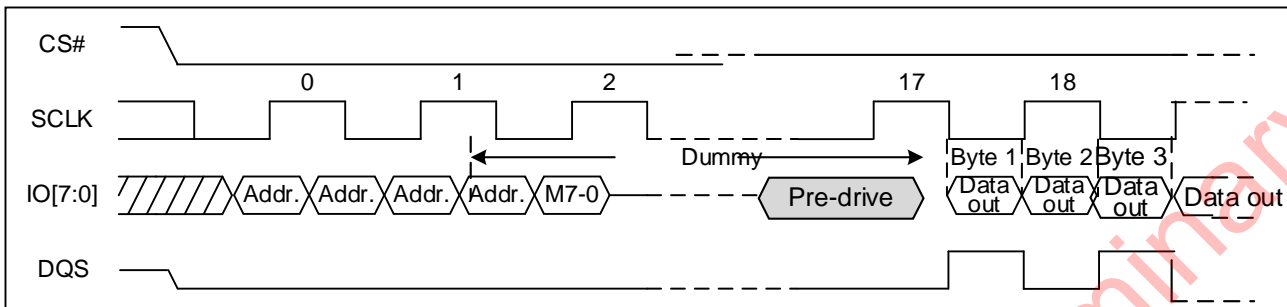 CS#
0 1 2 17 18
SCLK
Dummy Byte 1 Byte 2 Byte 3
IO[7:0] Addr. Addr. Addr. Addr. M7-0 Pre-drive Data out Data out Data out Data out
DQS